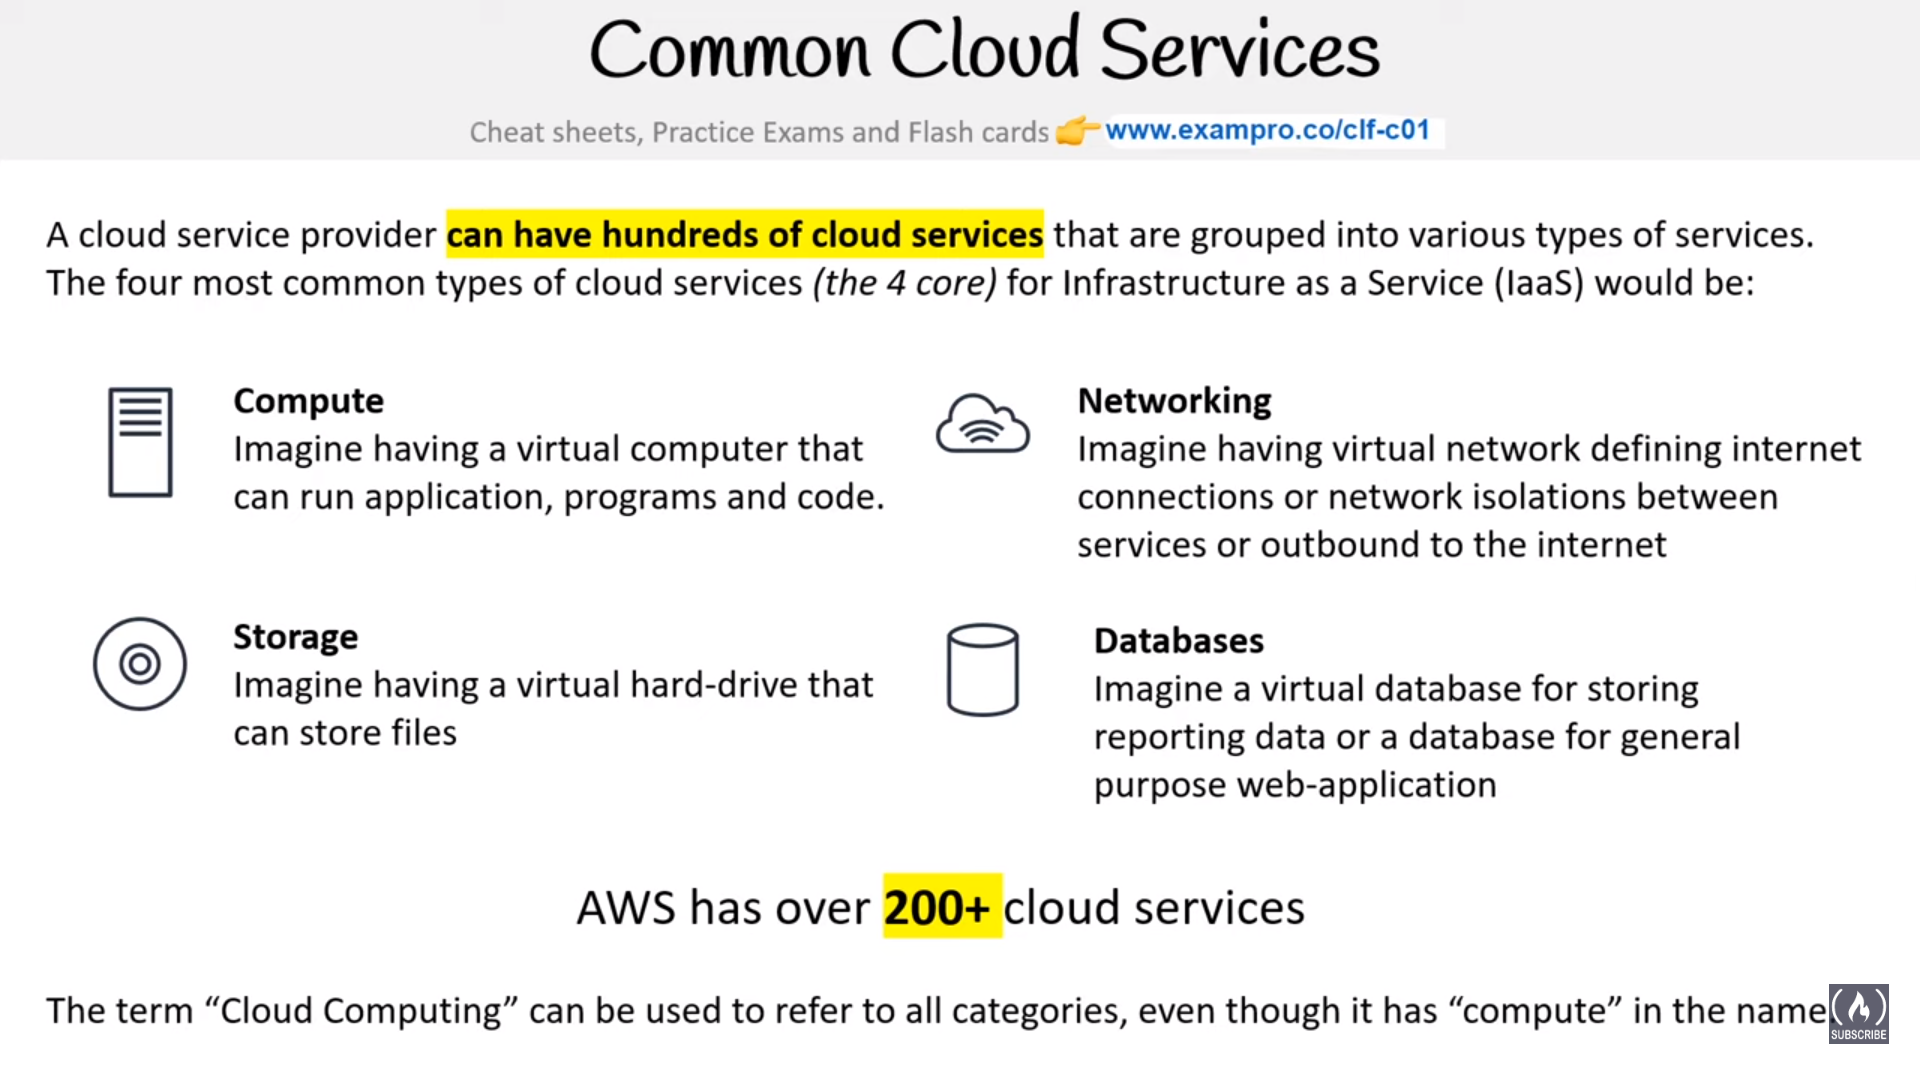 Common Cloud Services
Cheat sheets, Practice Exams and Flash cards 👉 www.exampro.co/clf-c01
A cloud service provider can have hundreds of cloud services that are grouped into various types of services.
The four most common types of cloud services (the 4 core) for Infrastructure as a Service (IaaS) would be:
Compute
Imagine having a virtual computer that
can run application, programs and code.
Networking
Imagine having virtual network defining internet
connections or network isolations between
services or outbound to the internet
Storage
Imagine having a virtual hard-drive that
can store files
Databases
Imagine a virtual database for storing
reporting data or a database for general
purpose web-application
AWS has over 200+ cloud services
The term “Cloud Computing” can be used to refer to all categories, even though it has “compute” in the name.
SUBSCRIBE